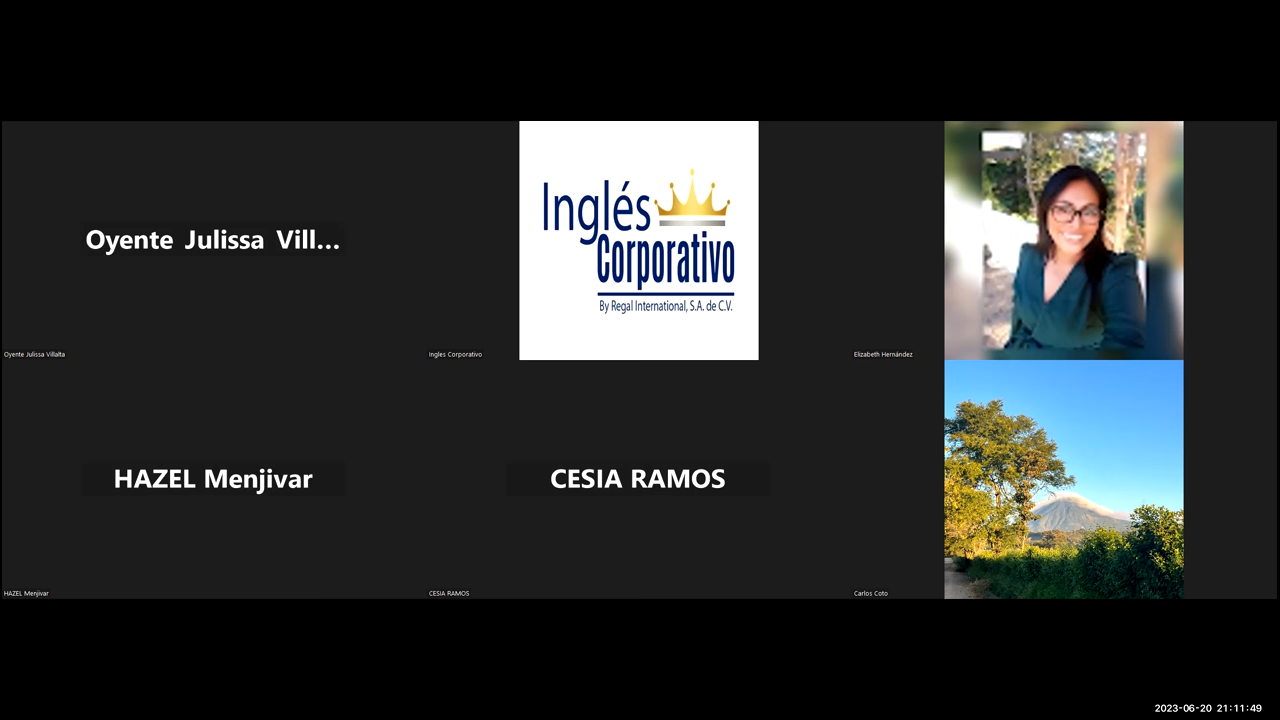 Oyente Julissa Vill...
Oyente Julissa Villalta
Inglés
Corporativo
By Regal International, S.A. de C.V.
Ingles Corporativo
Elizabeth Hernández
HAZEL Menjivar
HAZEL Menjivar
CESIA RAMOS
CESIA RAMOS
Carlos Coto
2023-06-20 21:11:49